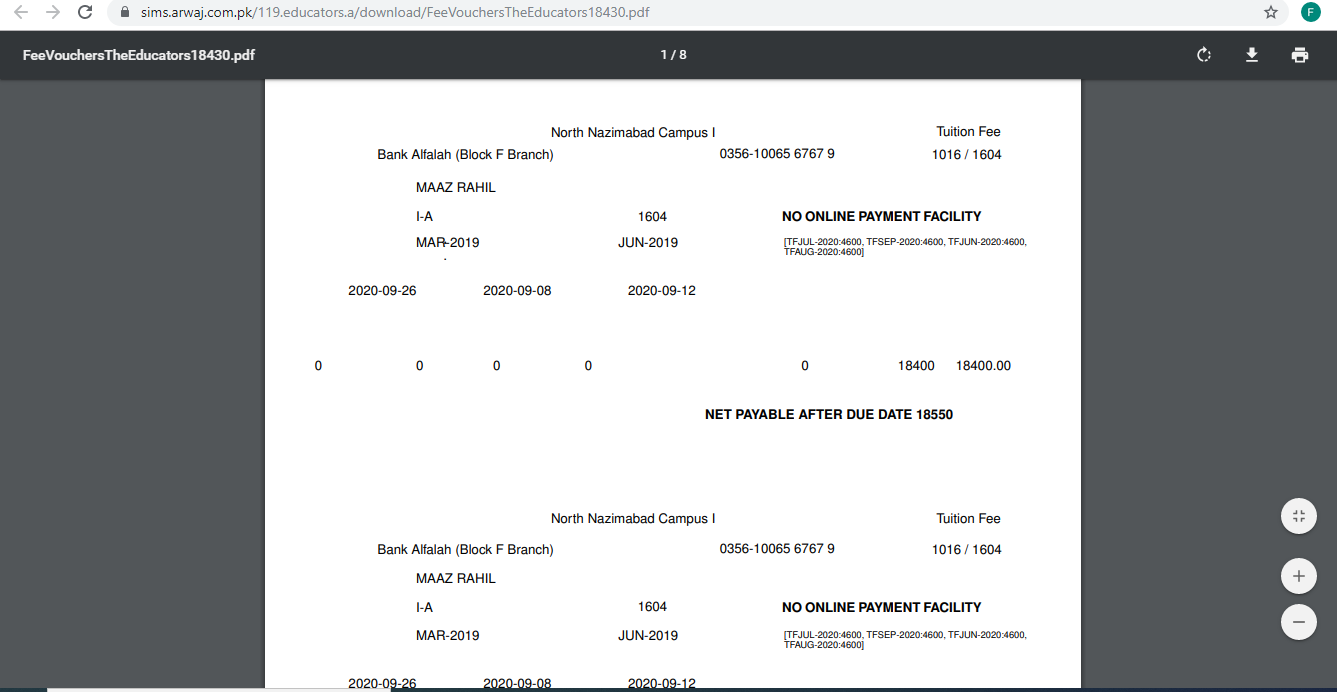 sims.arwaj.com.pk/119.educators.a/download/FeeVouchersTheEducators18430.pdf
F
FeeVouchersTheEducators18430.pdf 1 / 8
North Nazimabad Campus I Tuition Fee
Bank Alfalah (Block F Branch) 0356-10065 6767 9 1016 / 1604
MAAZ RAHIL
I-A 1604 NO ONLINE PAYMENT FACILITY
MAR-2019 JUN-2019 [TFJUL-2020:4600, TFSEP-2020:4600, TFJUN-2020:4600,
TFAUG-2020:4600]
2020-09-26 2020-09-08 2020-09-12
0 0 0 0 0 18400 18400.00
NET PAYABLE AFTER DUE DATE 18550
North Nazimabad Campus I Tuition Fee
Bank Alfalah (Block F Branch) 0356-10065 6767 9 1016 / 1604
MAAZ RAHIL
I-A 1604 NO ONLINE PAYMENT FACILITY
MAR-2019 JUN-2019 [TFJUL-2020:4600, TFSEP-2020:4600, TFJUN-2020:4600,
TFAUG-2020:4600]
2020-09-26 2020-09-08 2020-09-12